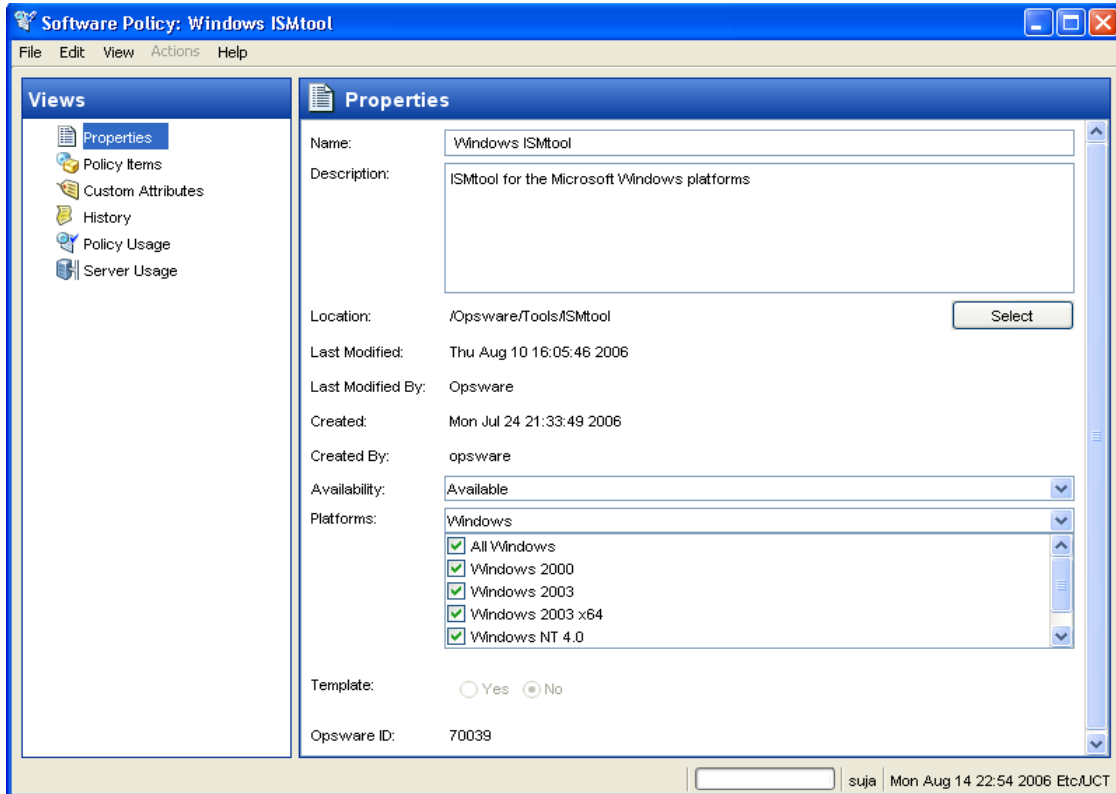 Software Policy: Windows ISMtool
File Edit View Actions Help
Views
Properties
Policy Items
Custom Attributes
History
Policy Usage
Server Usage
Properties
Name: Windows ISMtool
Description: ISMtool for the Microsoft Windows platforms
Location: /Opsware/Tools/ISMtool Select
Last Modified: Thu Aug 10 16:05:46 2006
Last Modified By: Opsware
Created: Mon Jul 24 21:33:49 2006
Created By: opsware
Availability: Available
Platforms: Windows
All Windows
Windows 2000
Windows 2003
Windows 2003 x64
Windows NT 4.0
Template: Yes No
Opsware ID: 70039
suja Mon Aug 14 22:54 2006 Etc/UCT